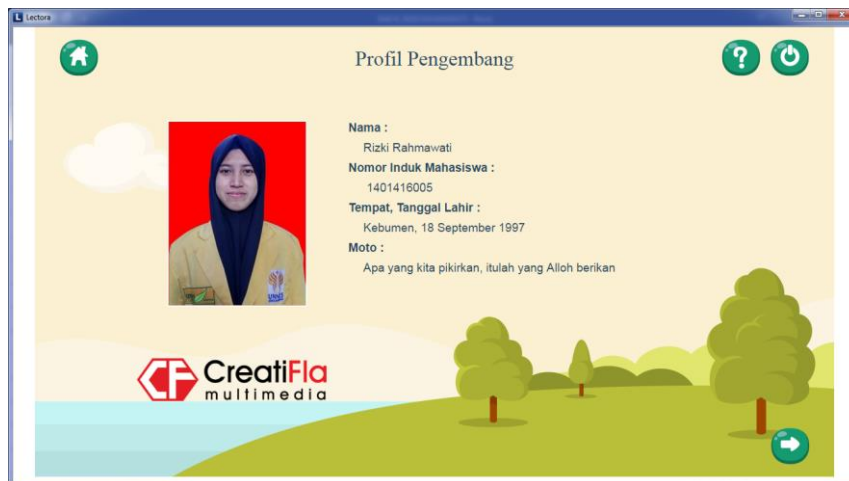 Lectora
Profil Pengembang
Nama :
Rizki Rahmawati
Nomor Induk Mahasiswa :
1401416005
Tempat, Tanggal Lahir :
Kebumen, 18 September 1997
Moto :
Apa yang kita pikirkan, itulah yang Alloh berikan
CF CreatiFla
multimedia